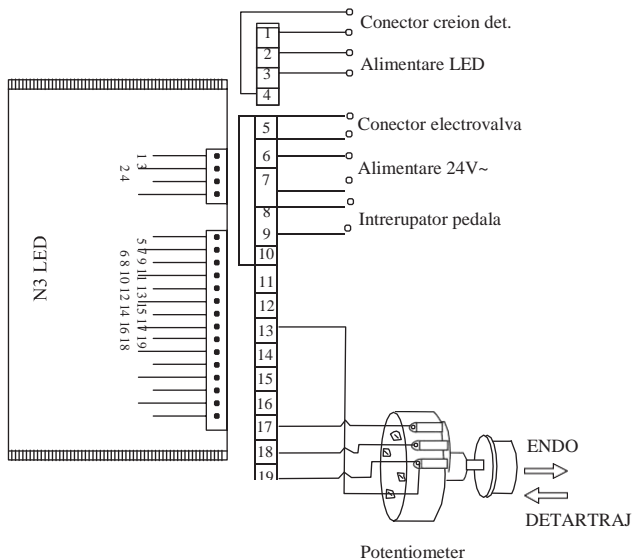 Conector creion det.
1
2
Alimentare LED
3
4
Conector electrovalva
5
6
Alimentare 24V~
7
8
Intrerupator pedala
9
10
11
12
13
14
15
16
17
18
19
N3 LED
1 3
2 4
5 7 9 11 13 15 17 19
6 8 10 12 14 16 18
ENDO
DETARTRAJ
Potentiometer